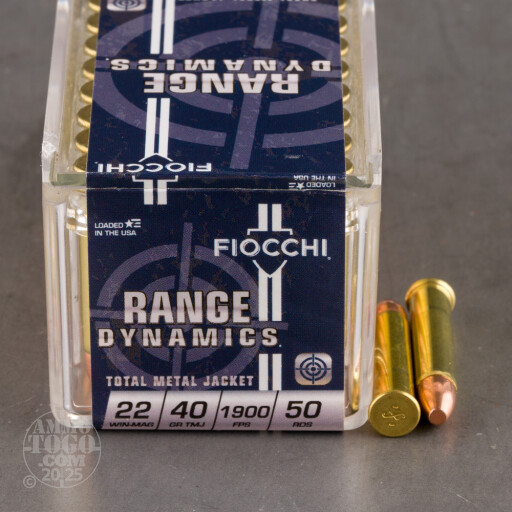 RANGE
DYNAMICS.
FIOCCHI
LOADED
IN THE USA
LOADED
IN THE USA
FIOCCHI
RANGE
DYNAMICS
TOTAL METAL JACKET
22 40 1900 50
WIN-MAG GR TMJ FPS RDS
AMMO
TOGO
.COM
© 2025